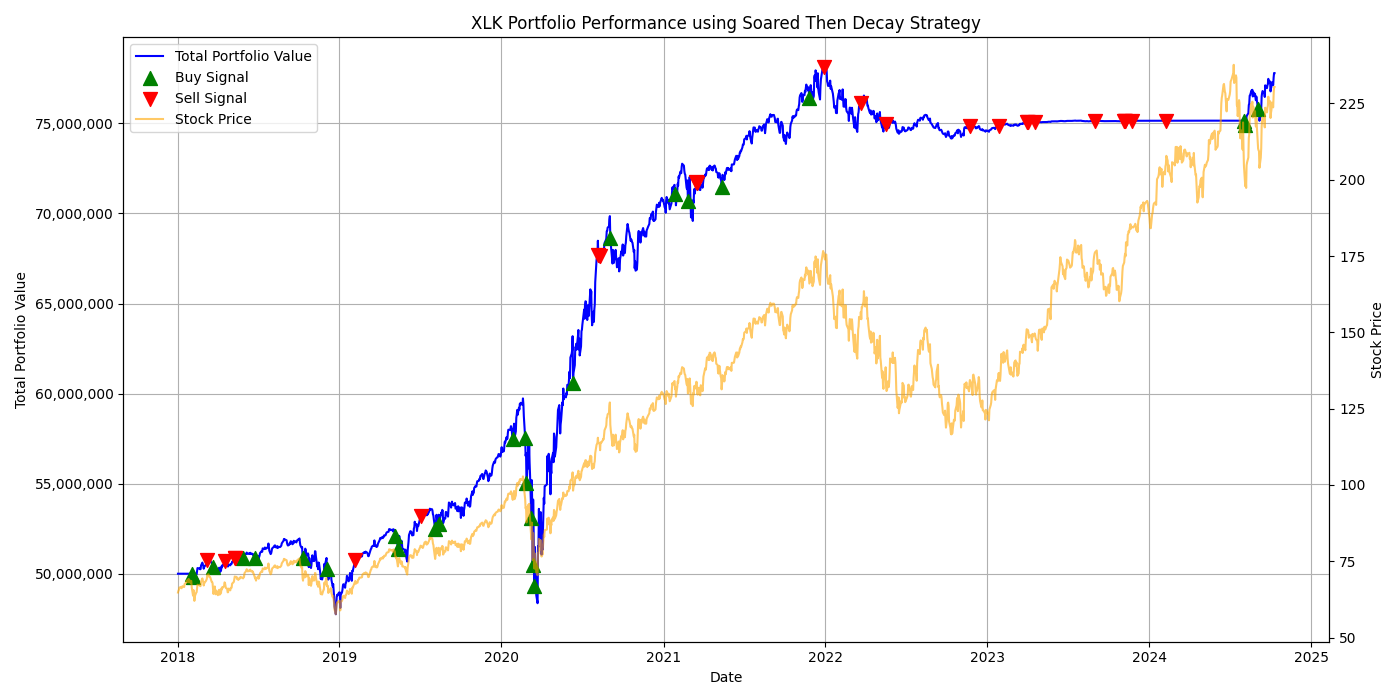 XLK Portfolio Performance using Soared Then Decay Strategy
Total Portfolio Value
Buy Signal
Sell Signal
Stock Price
75,000,000
70,000,000
65,000,000
60,000,000
55,000,000
50,000,000
Total Portfolio Value
225
200
175
150
125
100
75
50
Stock Price
2018
2019
2020
2021
2022
2023
2024
2025
Date